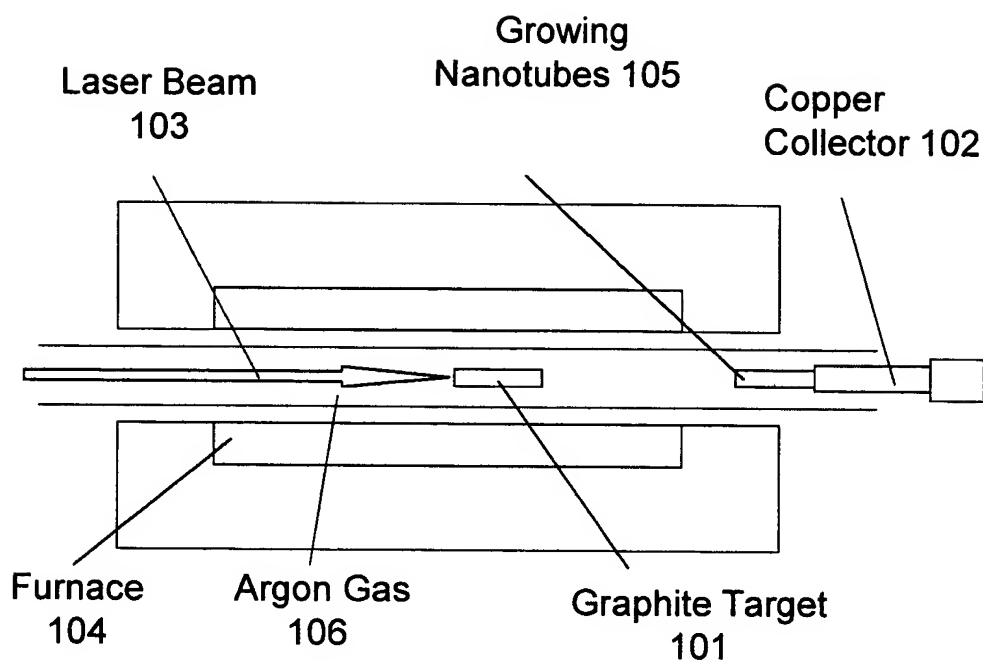 Growing
Nanotubes 105
Laser Beam
103
Copper
Collector 102
Furnace
104
Argon Gas
106
Graphite Target
101